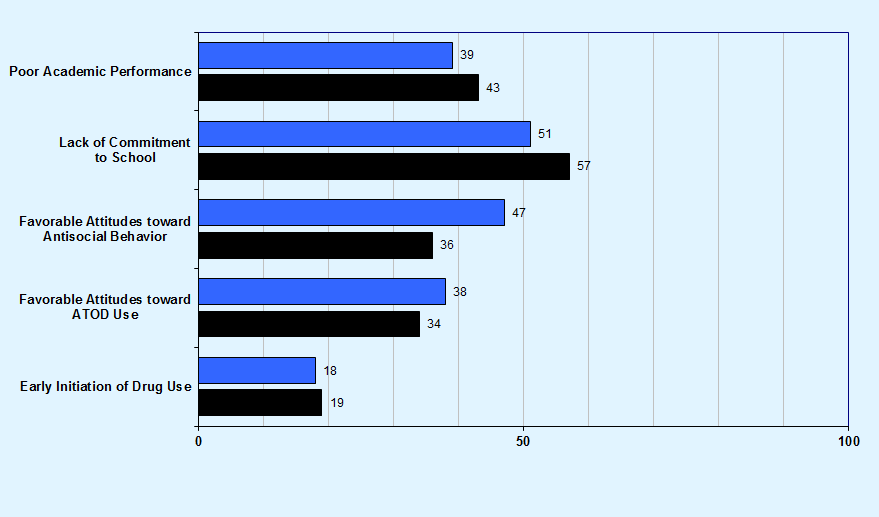 Poor Academic Performance
39
43
Lack of Commitment
to School
51
57
Favorable Attitudes toward
Antisocial Behavior
47
36
Favorable Attitudes toward
ATOD Use
38
34
Early Initiation of Drug Use
18
19
0 50 100